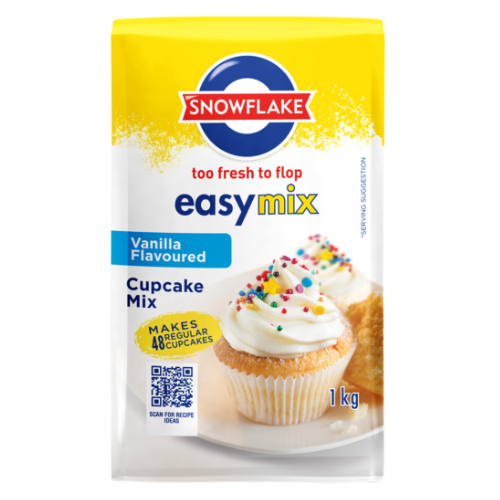 SNOWFLAKE
too fresh to flop
easymix
Vanilla
Flavoured
Cupcake
Mix
MAKES
48 REGULAR
CUPCAKES
SCAN FOR RECIPE
IDEAS
1 kg
*SERVING SUGGESTION